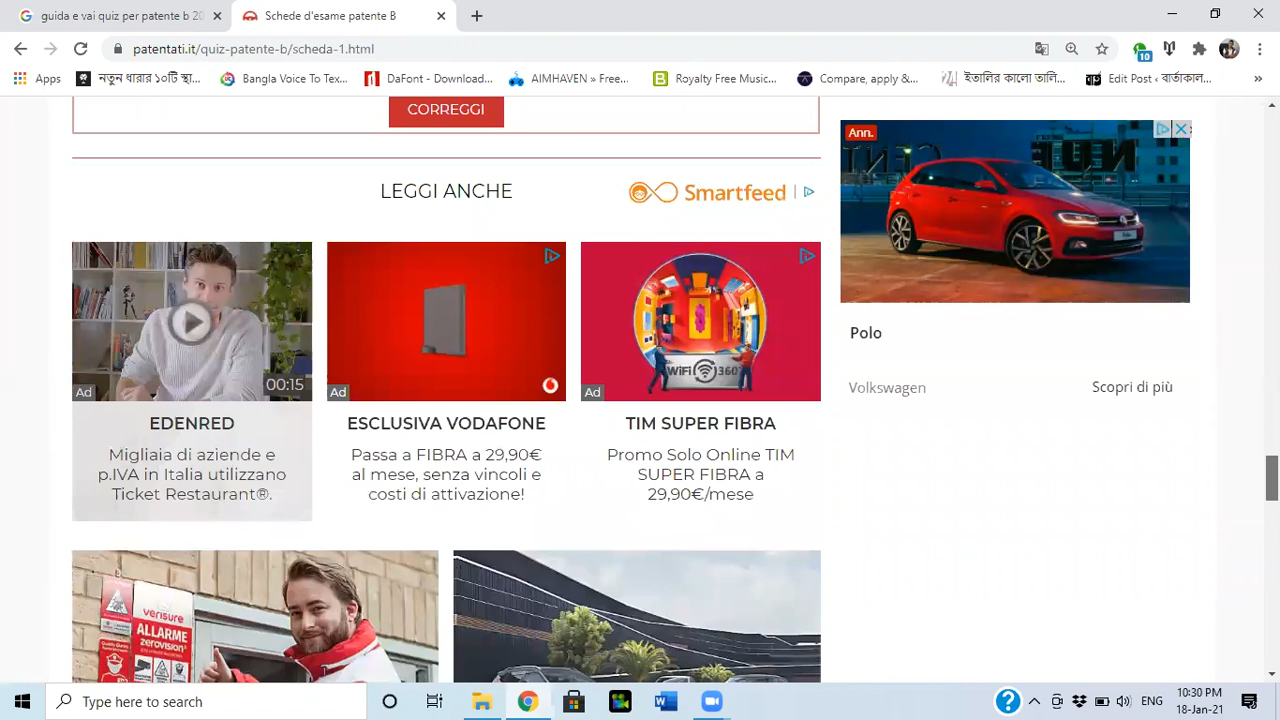 guida e vai quiz per patente b 20
Schede d'esame patente B
patentati.it/quiz-patente-b/scheda-1.html
10
Apps
নতুন ধারার ১০টি স্থা...
Bangla Voice To Tex...
DaFont - Download...
AIMHAVEN » Free...
Royalty Free Music...
Compare, apply &...
ইতালির কালো তালি...
Edit Post ‹ বার্তাকাল...
»
CORREGGI
LEGGI ANCHE
Smartfeed
Ann.
Polo
Volkswagen
Scopri di più
00:15
Ad
EDENRED
Migliaia di aziende e
p.IVA in Italia utilizzano
Ticket Restaurant®.
Ad
ESCLUSIVA VODAFONE
Passa a FIBRA a 29,90€
al mese, senza vincoli e
costi di attivazione!
WiFi 360°
Ad
TIM SUPER FIBRA
Promo Solo Online TIM
SUPER FIBRA a
29,90€/mese
verisure
ALLARME
zerovision
Type here to search
ENG
10:30 PM
18-Jan-21